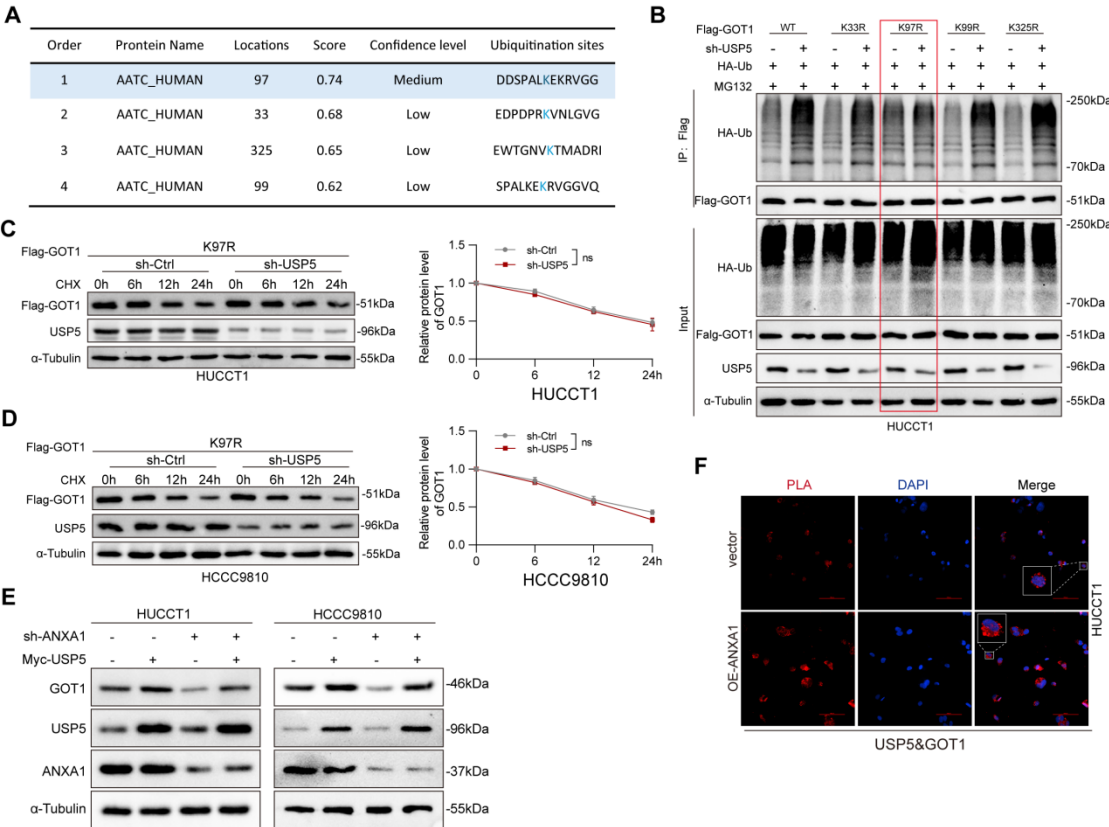 A
Order Prontein Name Locations Score Confidence level Ubiquitination sites
1 AATC_HUMAN 97 0.74 Medium DDSPALKEKRVGG
2 AATC_HUMAN 33 0.68 Low EDPDPRKVNLGVG
3 AATC_HUMAN 325 0.65 Low EWTGNVKTMADRI
4 AATC_HUMAN 99 0.62 Low SPALKEKRVGGVQ
B
Flag-GOT1 WT K33R K97R K99R K325R
sh-USP5 - + - + - + - + - +
HA-Ub + + + + + + + + + +
MG132 + + + + + + + + + +
IP: Flag
HA-Ub
-250kDa
-70kDa
Flag-GOT1 -51kDa
Input
HA-Ub
-250kDa
-70kDa
Falg-GOT1 -51kDa
USP5 -96kDa
α-Tubulin -55kDa
HUCCT1
C
Flag-GOT1 K97R
sh-Ctrl sh-USP5
CHX 0h 6h 12h 24h 0h 6h 12h 24h
Flag-GOT1 -51kDa
USP5 -96kDa
α-Tubulin -55kDa
HUCCT1
Relative protein level
of GOT1
1.5
1.0
0.5
0.0
sh-Ctrl
sh-USP5
ns
0 6 12 24h
HUCCT1
D
Flag-GOT1 K97R
sh-Ctrl sh-USP5
CHX 0h 6h 12h 24h 0h 6h 12h 24h
Flag-GOT1 -51kDa
USP5 -96kDa
α-Tubulin -55kDa
HCCC9810
Relative protein level
of GOT1
1.5
1.0
0.5
0.0
sh-Ctrl
sh-USP5
ns
0 6 12 24h
HCCC9810
E
HUCCT1 HCCC9810
sh-ANXA1 - - + + - - + +
Myc-USP5 - + - + - + - +
GOT1 -46kDa
USP5 -96kDa
ANXA1 -37kDa
α-Tubulin -55kDa
F
PLA DAPI Merge
vector
OE-ANXA1
HUCCT1
USP5&GOT1